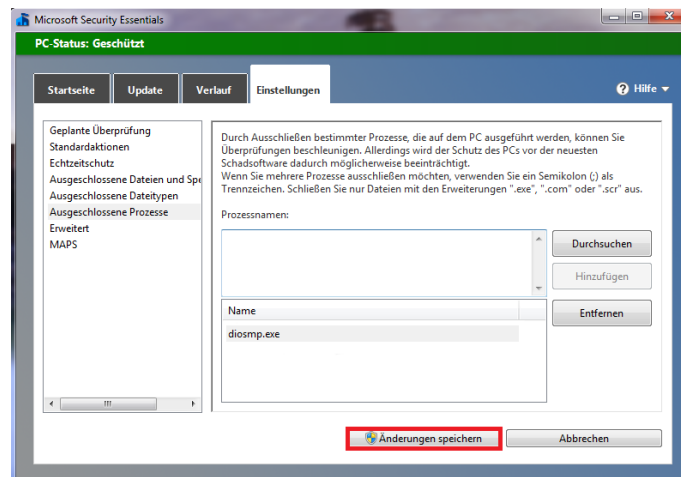 Microsoft Security Essentials
PC-Status: Geschützt
Startseite
Update
Verlauf
Einstellungen
Hilfe
Geplante Überprüfung
Standardaktionen
Echtzeitschutz
Ausgeschlossene Dateien und Spe
Ausgeschlossene Dateitypen
Ausgeschlossene Prozesse
Erweitert
MAPS
Durch Ausschließen bestimmter Prozesse, die auf dem PC ausgeführt werden, können Sie
Überprüfungen beschleunigen. Allerdings wird der Schutz des PCs vor der neuesten
Schadsoftware dadurch möglicherweise beeinträchtigt.
Wenn Sie mehrere Prozesse ausschließen möchten, verwenden Sie ein Semikolon (;) als
Trennzeichen. Schließen Sie nur Dateien mit den Erweiterungen ".exe", ".com" oder ".scr" aus.
Prozessnamen:
Durchsuchen
Hinzufügen
Name
Entfernen
diosmp.exe
Änderungen speichern
Abbrechen